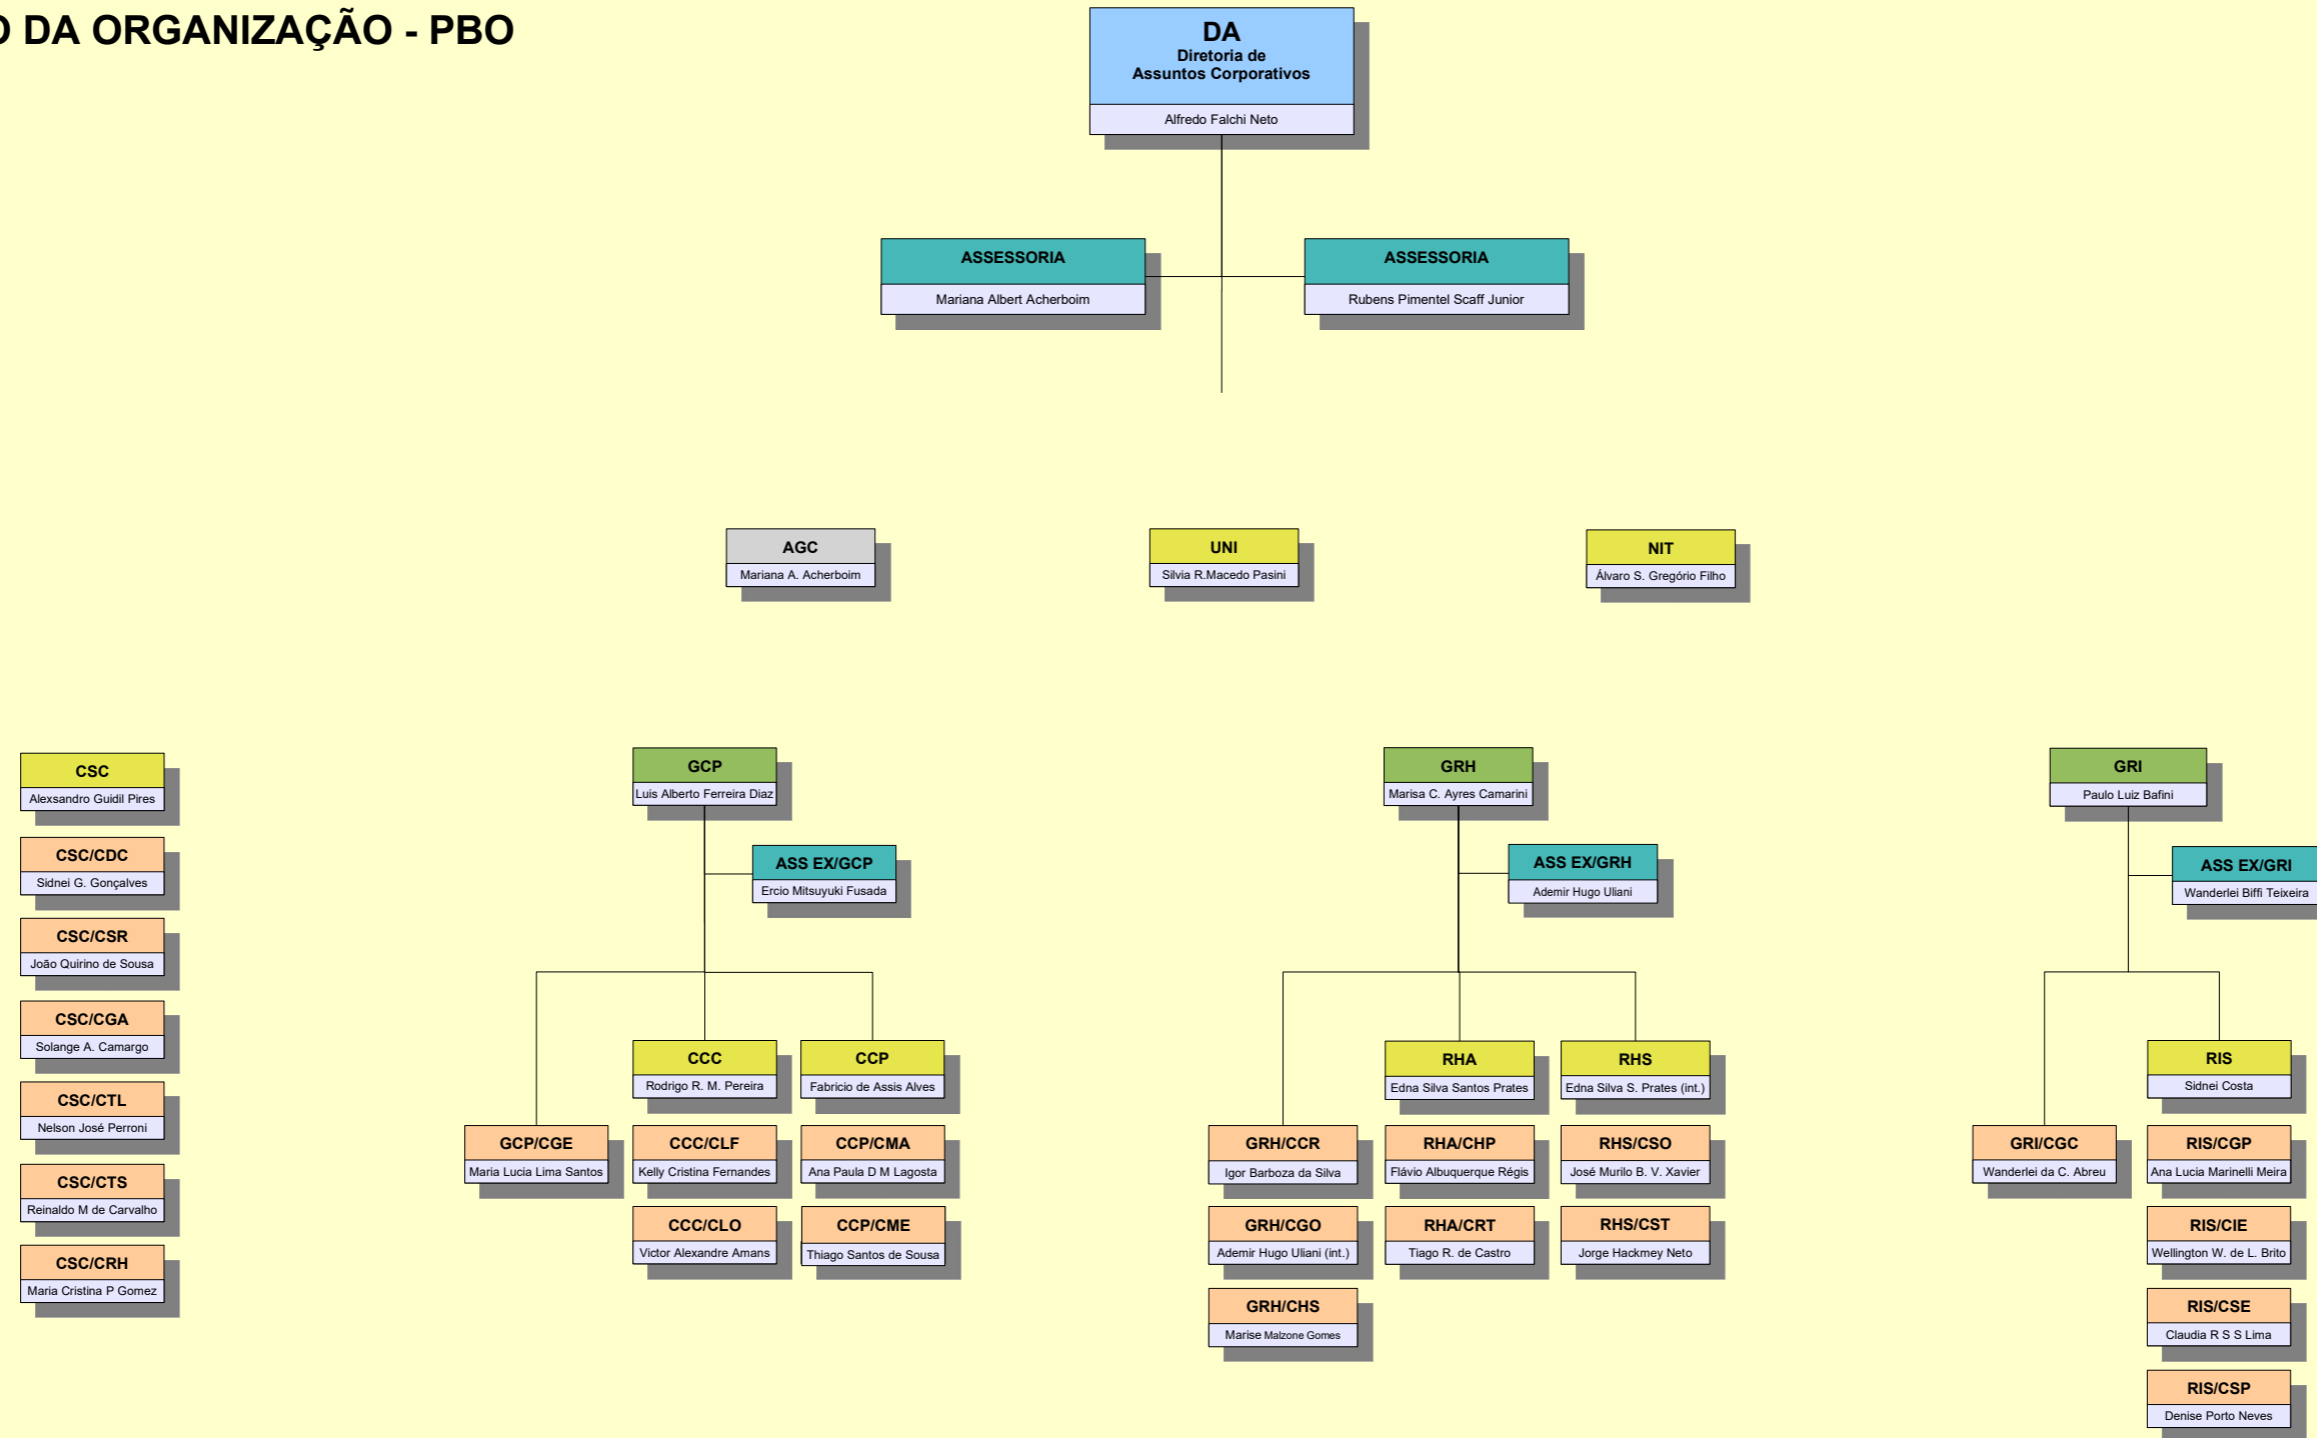 O DA ORGANIZAÇÃO - PBO
DA
Diretoria de
Assuntos Corporativos
Alfredo Falchi Neto
ASSESSORIA
Mariana Albert Acherboim
ASSESSORIA
Rubens Pimentel Scaff Junior
AGC
Mariana A. Acherboim
UNI
Silvia R.Macedo Pasini
NIT
Álvaro S. Gregório Filho
CSC
Alexsandro Guidil Pires
CSC/CDC
Sidnei G. Gonçalves
CSC/CSR
João Quirino de Sousa
CSC/CGA
Solange A. Camargo
CSC/CTL
Nelson José Perroni
CSC/CTS
Reinaldo M de Carvalho
CSC/CRH
Maria Cristina P Gomez
GCP
Luis Alberto Ferreira Diaz
ASS EX/GCP
Ercio Mitsuyuki Fusada
GCP/CGE
Maria Lucia Lima Santos
CCC
Rodrigo R. M. Pereira
CCC/CLF
Kelly Cristina Fernandes
CCC/CLO
Victor Alexandre Amans
CCP
Fabricio de Assis Alves
CCP/CMA
Ana Paula D M Lagosta
CCP/CME
Thiago Santos de Sousa
GRH
Marisa C. Ayres Camarini
ASS EX/GRH
Ademir Hugo Uliani
GRH/CCR
Igor Barboza da Silva
GRH/CGO
Ademir Hugo Uliani (int.)
GRH/CHS
Marise Malzone Gomes
RHA
Edna Silva Santos Prates
RHA/CHP
Flávio Albuquerque Régis
RHA/CRT
Tiago R. de Castro
RHS
Edna Silva S. Prates (int.)
RHS/CSO
José Murilo B. V. Xavier
RHS/CST
Jorge Hackmey Neto
GRI
Paulo Luiz Bafini
ASS EX/GRI
Wanderlei Biffi Teixeira
GRI/CGC
Wanderlei da C. Abreu
RIS
Sidnei Costa
RIS/CGP
Ana Lucia Marinelli Meira
RIS/CIE
Wellington W. de L. Brito
RIS/CSE
Claudia R S S Lima
RIS/CSP
Denise Porto Neves